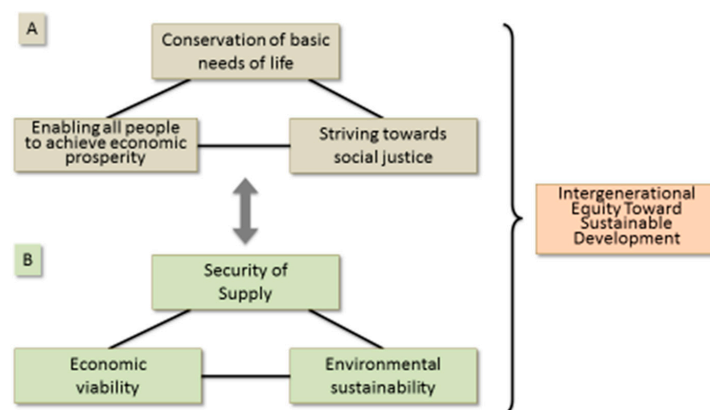 A
Conservation of basic
needs of life
Enabling all people
to achieve economic
prosperity
Striving towards
social justice
Intergenerational
Equity Toward
Sustainable
Development
B
Security of
Supply
Economic
viability
Environmental
sustainability